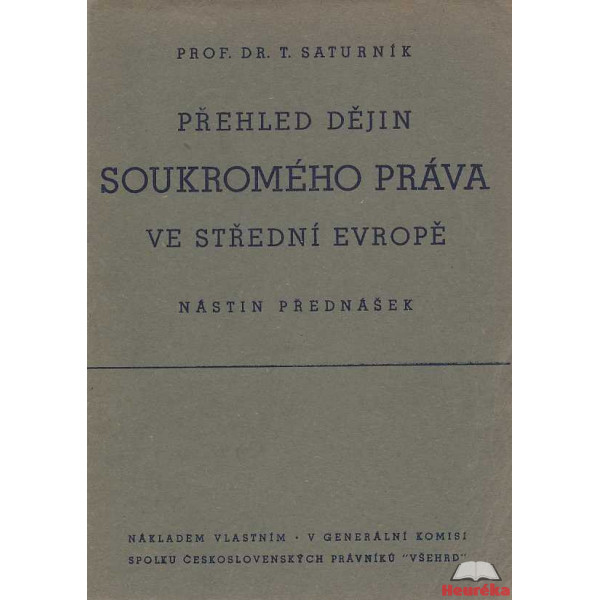 PROF. DR. T. SATURNÍK
PŘEHLED DĚJIN
SOUKROMÉHO PRÁVA
VE STŘEDNÍ EVROPĚ
NÁSTIN PŘEDNÁŠEK
NÁKLADEM VLASTNÍM · V GENERÁLNÍ KOMISI
SPOLKU ČESKOSLOVENSKÝCH PRÁVNÍKŮ "VŠEHRD"
Heuréka